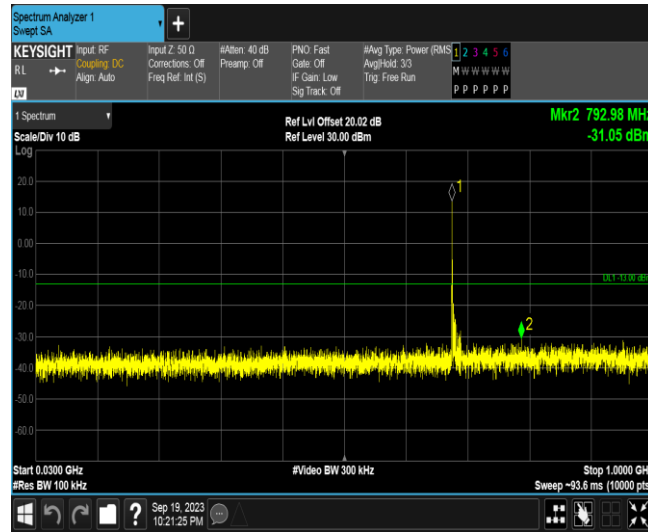 Spectrum Analyzer 1
Swept SA
+
KEYSIGHT
RL
LXI
Input: RF
Coupling: DC
Align: Auto
Input Z: 50 Ω
Corrections: Off
Freq Ref: Int (S)
#Atten: 40 dB
Preamp: Off
PNO: Fast
Gate: Off
IF Gain: Low
Sig Track: Off
#Avg Type: Power (RMS
Avg|Hold: 3/3
Trig: Free Run
1 2 3 4 5 6
M W W W W W
P P P P P P
1 Spectrum
Scale/Div 10 dB
Log
Ref Lvl Offset 20.02 dB
Ref Level 30.00 dBm
Mkr2 792.98 MHz
-31.05 dBm
20.0
10.0
0.00
-10.0
-20.0
-30.0
-40.0
-50.0
-60.0
1
DL1 -13.00 dBm
2
Start 0.0300 GHz
#Res BW 100 kHz
#Video BW 300 kHz
Stop 1.0000 GH
Sweep ~93.6 ms (10000 pts
?
Sep 19, 2023
10:21:25 PM